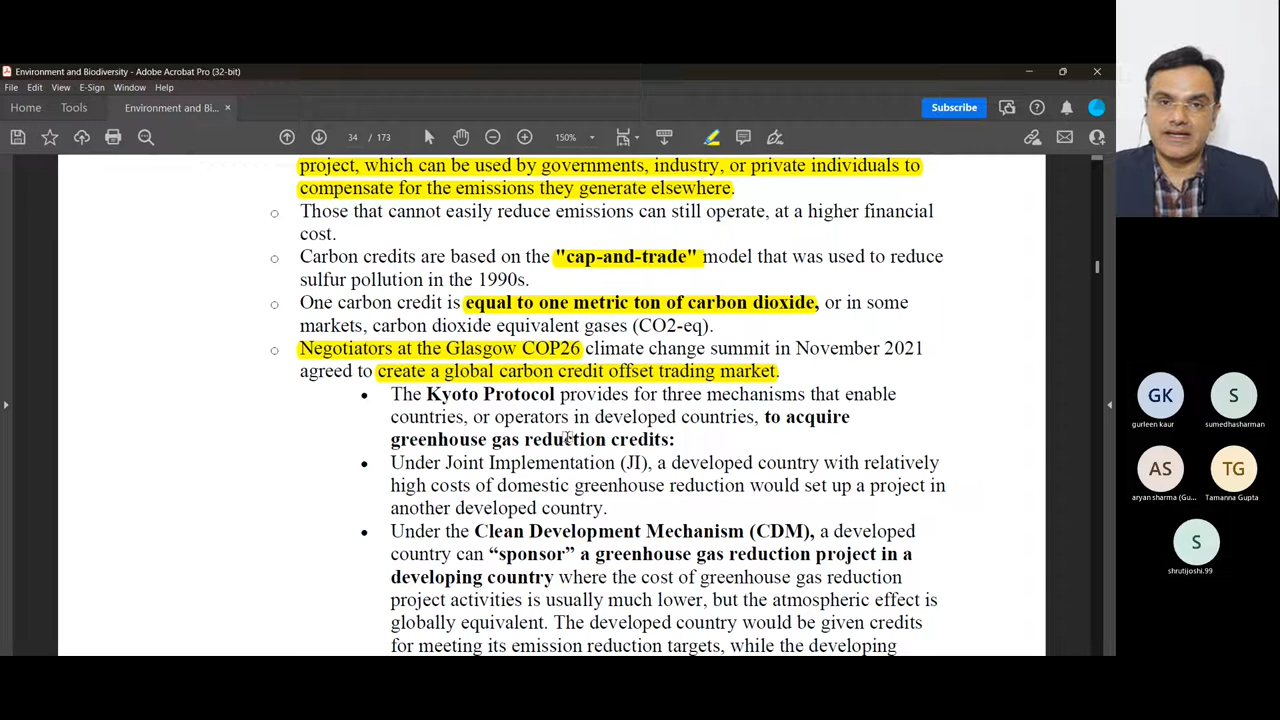 Environment and Biodiversity - Adobe Acrobat Pro (32-bit)
File Edit View E-Sign Window Help
Home Tools Environment and Bi... × Subscribe
34 / 173 150%
project, which can be used by governments, industry, or private individuals to
compensate for the emissions they generate elsewhere.
Those that cannot easily reduce emissions can still operate, at a higher financial
cost.
Carbon credits are based on the "cap-and-trade" model that was used to reduce
sulfur pollution in the 1990s.
One carbon credit is equal to one metric ton of carbon dioxide, or in some
markets, carbon dioxide equivalent gases (CO2-eq).
Negotiators at the Glasgow COP26 climate change summit in November 2021
agreed to create a global carbon credit offset trading market.
The Kyoto Protocol provides for three mechanisms that enable
countries, or operators in developed countries, to acquire
greenhouse gas reduction credits:
Under Joint Implementation (JI), a developed country with relatively
high costs of domestic greenhouse reduction would set up a project in
another developed country.
Under the Clean Development Mechanism (CDM), a developed
country can “sponsor” a greenhouse gas reduction project in a
developing country where the cost of greenhouse gas reduction
project activities is usually much lower, but the atmospheric effect is
globally equivalent. The developed country would be given credits
for meeting its emission reduction targets, while the developing
GK S
gurleen kaur sumedhasharman
AS TG
aryan sharma (Gu... Tamanna Gupta
S
shrutijoshi.99